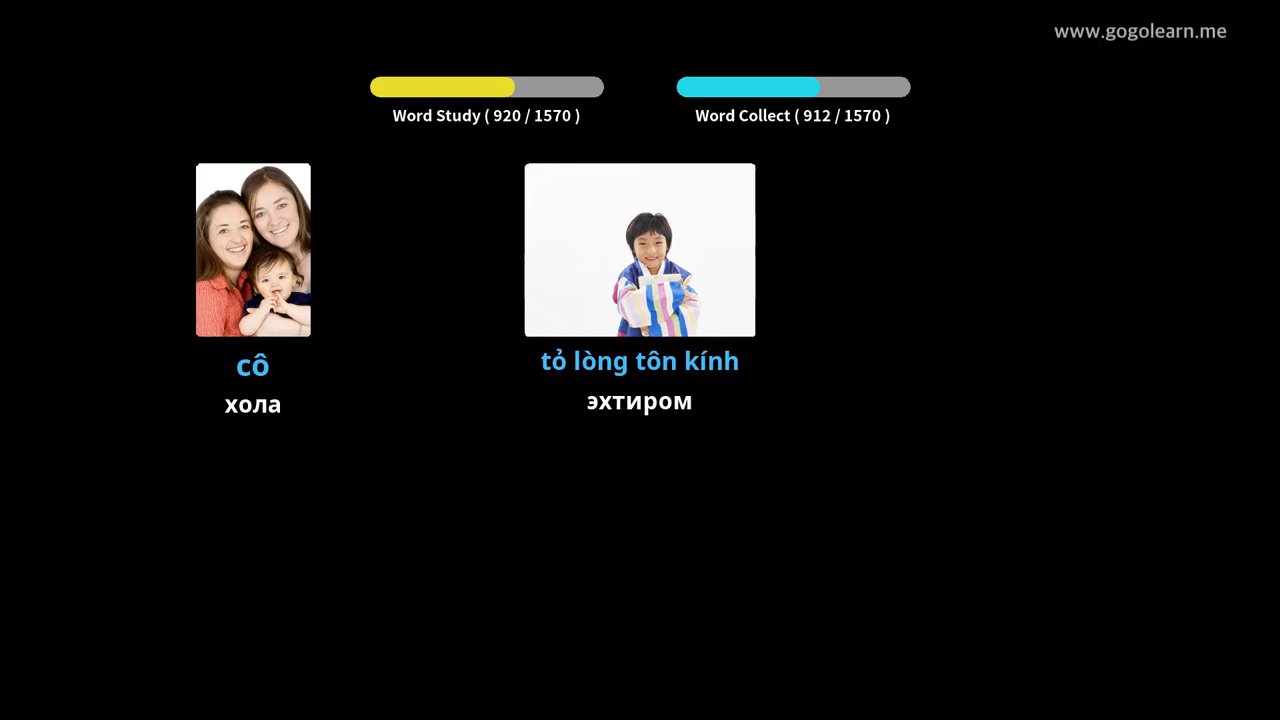 www.gogolearn.me
Word Study ( 920 / 1570 )
Word Collect ( 912 / 1570 )
cô
хола
tỏ lòng tôn kính
эхтиром